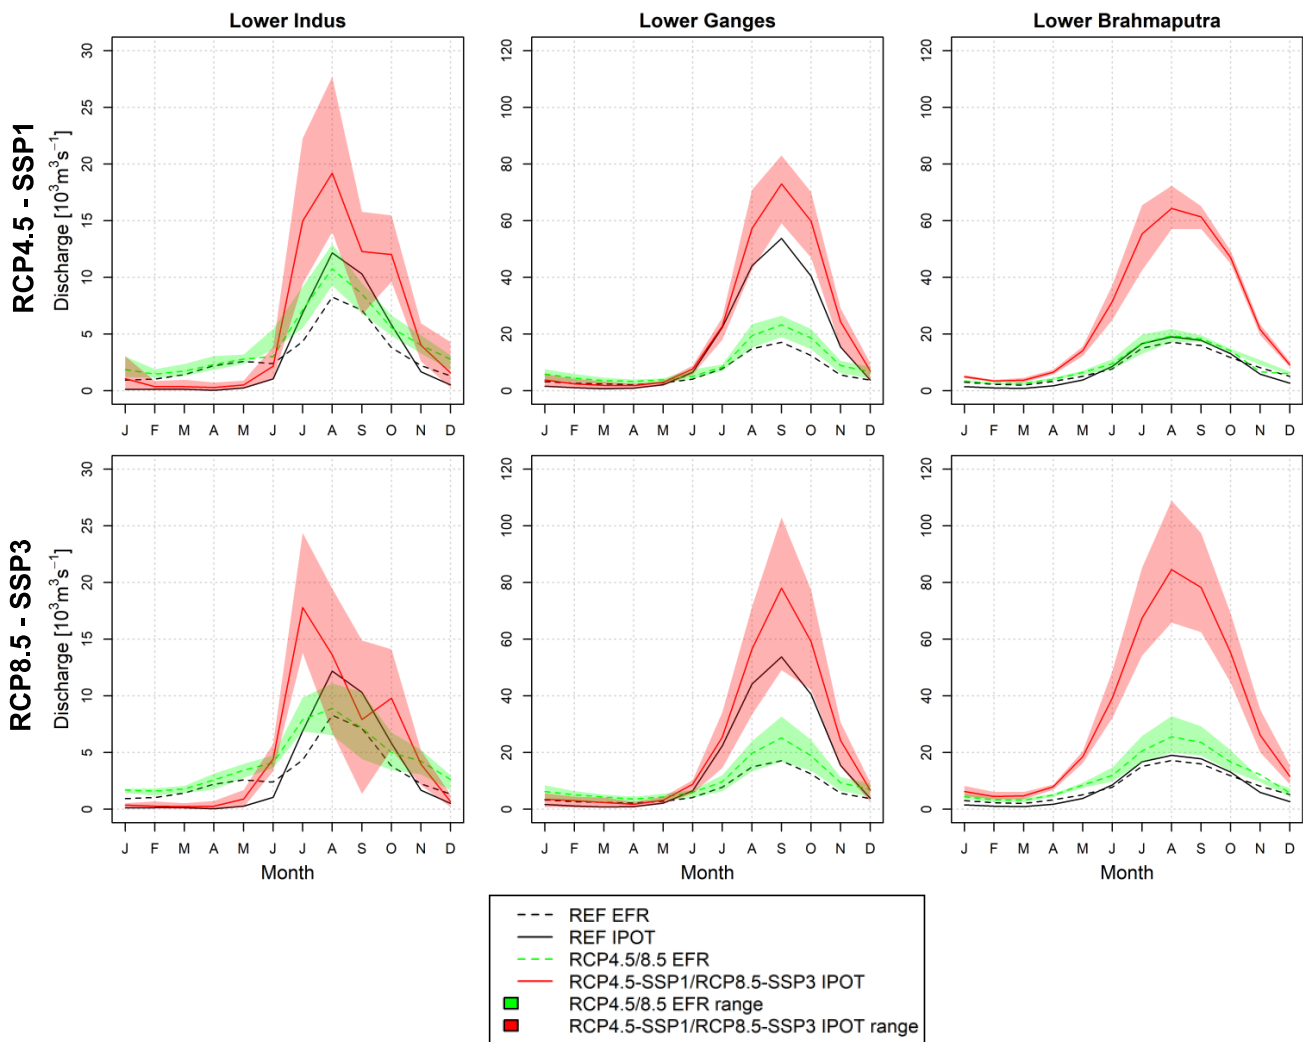 Lower Indus
Lower Ganges
Lower Brahmaputra
RCP4.5 - SSP1
Discharge [10³m³s⁻¹]
0 5 10 15 20 25 30
J F M A M J J A S O N D
0 20 40 60 80 100 120
J F M A M J J A S O N D
0 20 40 60 80 100 120
J F M A M J J A S O N D
RCP8.5 - SSP3
Discharge [10³m³s⁻¹]
0 5 10 15 20 25 30
J F M A M J J A S O N D
Month
0 20 40 60 80 100 120
J F M A M J J A S O N D
Month
0 20 40 60 80 100 120
J F M A M J J A S O N D
Month
REF EFR
REF IPOT
RCP4.5/8.5 EFR
RCP4.5-SSP1/RCP8.5-SSP3 IPOT
RCP4.5/8.5 EFR range
RCP4.5-SSP1/RCP8.5-SSP3 IPOT range